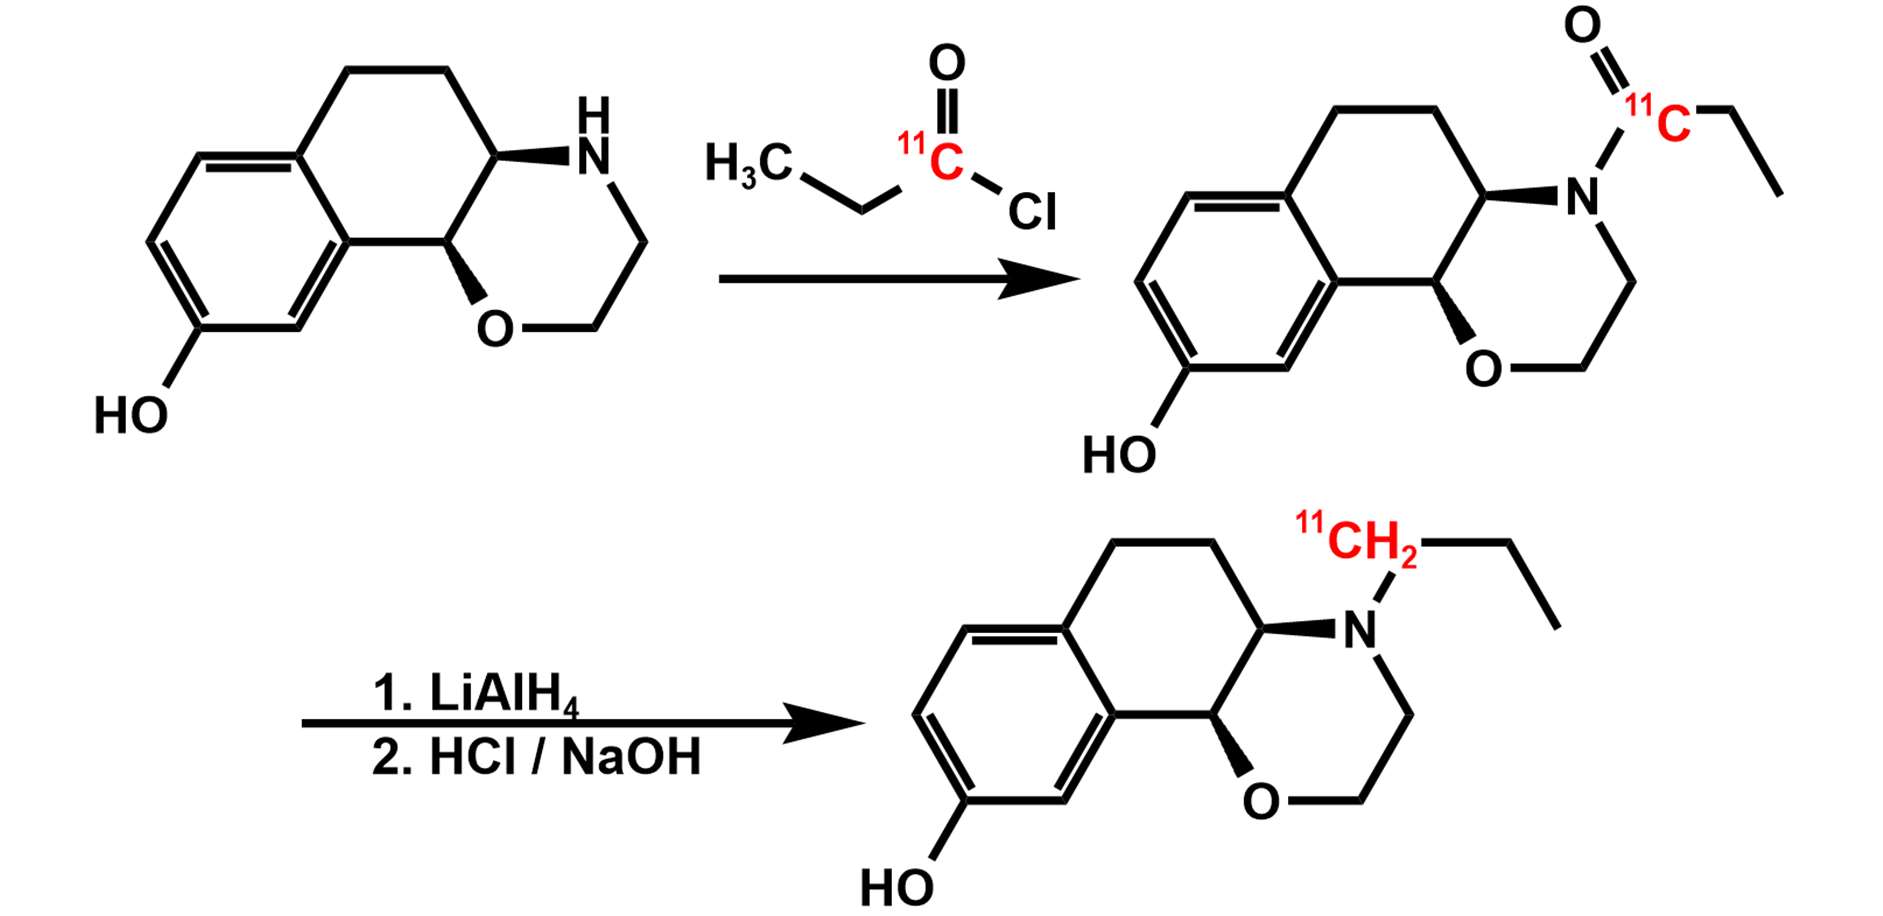 H
N
O
HO
O
11C
H3C
Cl
O
11C
N
O
HO
1. LiAlH4
2. HCl / NaOH
11CH2
N
O
HO